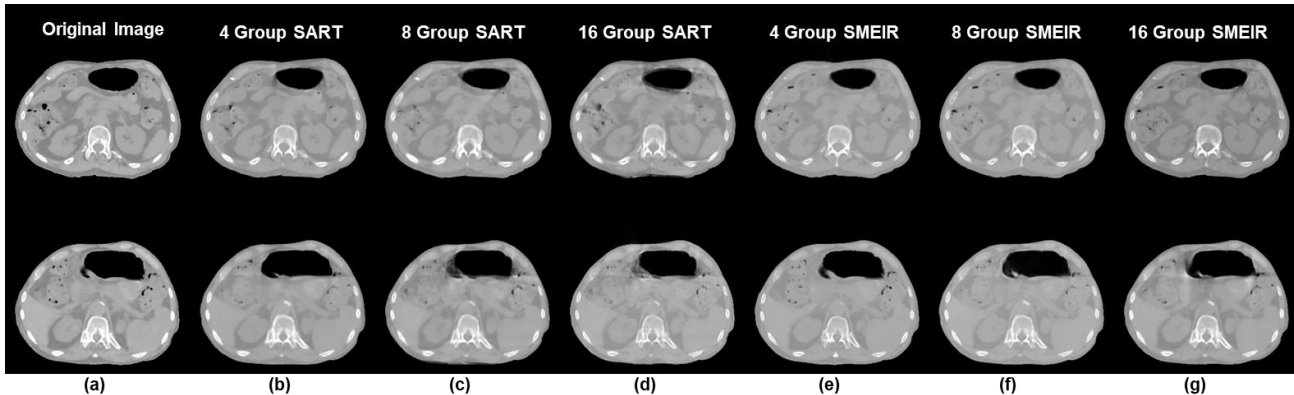 Original Image 4 Group SART 8 Group SART 16 Group SART 4 Group SMEIR 8 Group SMEIR 16 Group SMEIR
(a) (b) (c) (d) (e) (f) (g)